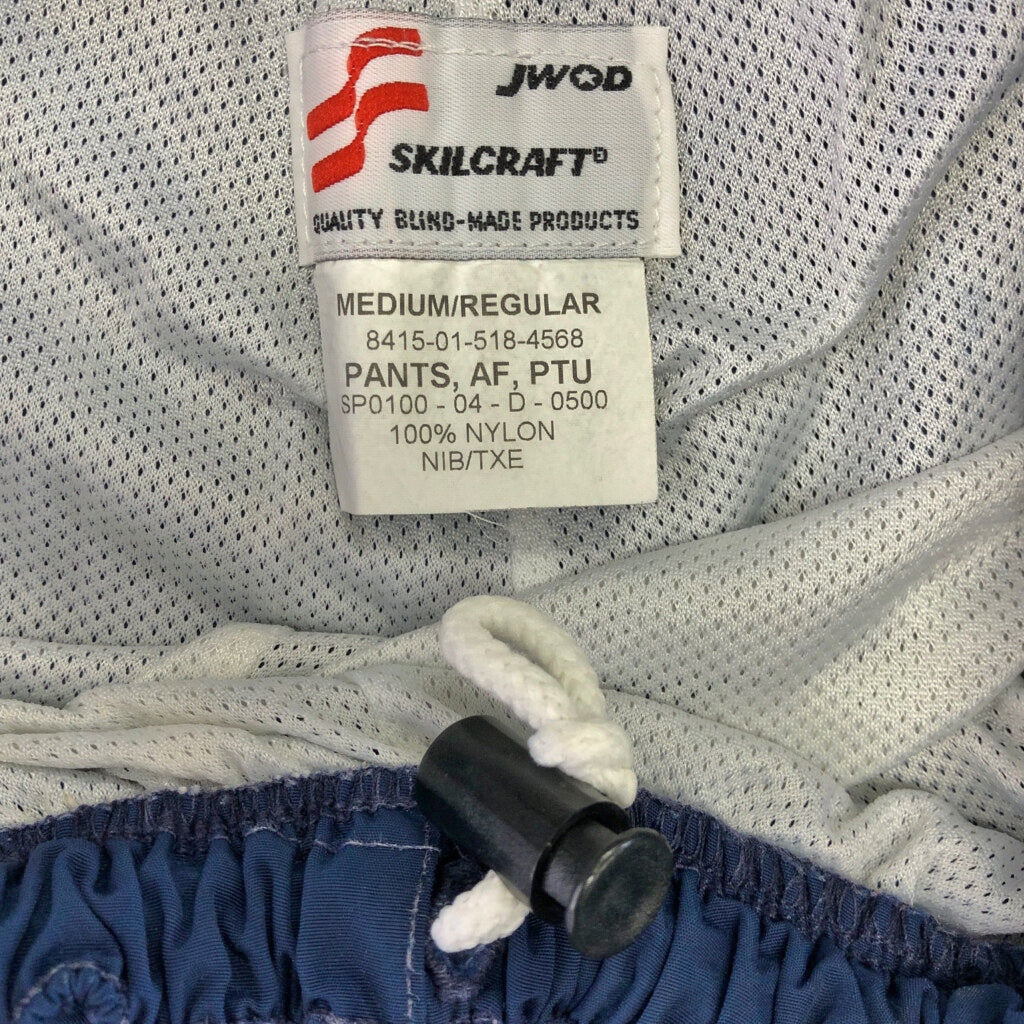 JWOD
SKILCRAFT®
QUALITY BLIND-MADE PRODUCTS
MEDIUM/REGULAR
8415-01-518-4568
PANTS, AF, PTU
SP0100 - 04 - D - 0500
100% NYLON
NIB/TXE